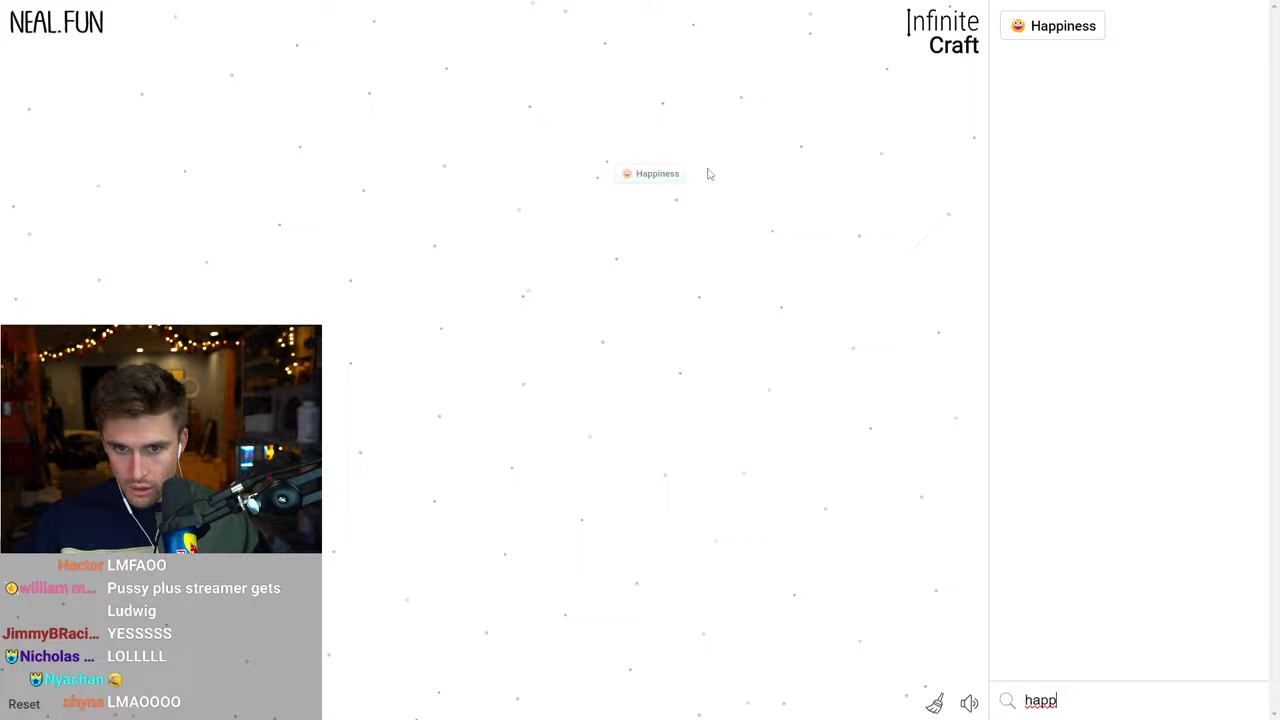 NEAL.FUN
Infinite
Craft
😀 Happiness
Happiness
Hector LMFAOO
william m... Pussy plus streamer gets
Ludwig
JimmyBRaci... YESSSSS
Nicholas ... LOLLLLL
Nyachan
shyna LMAOOOO
Reset
happ